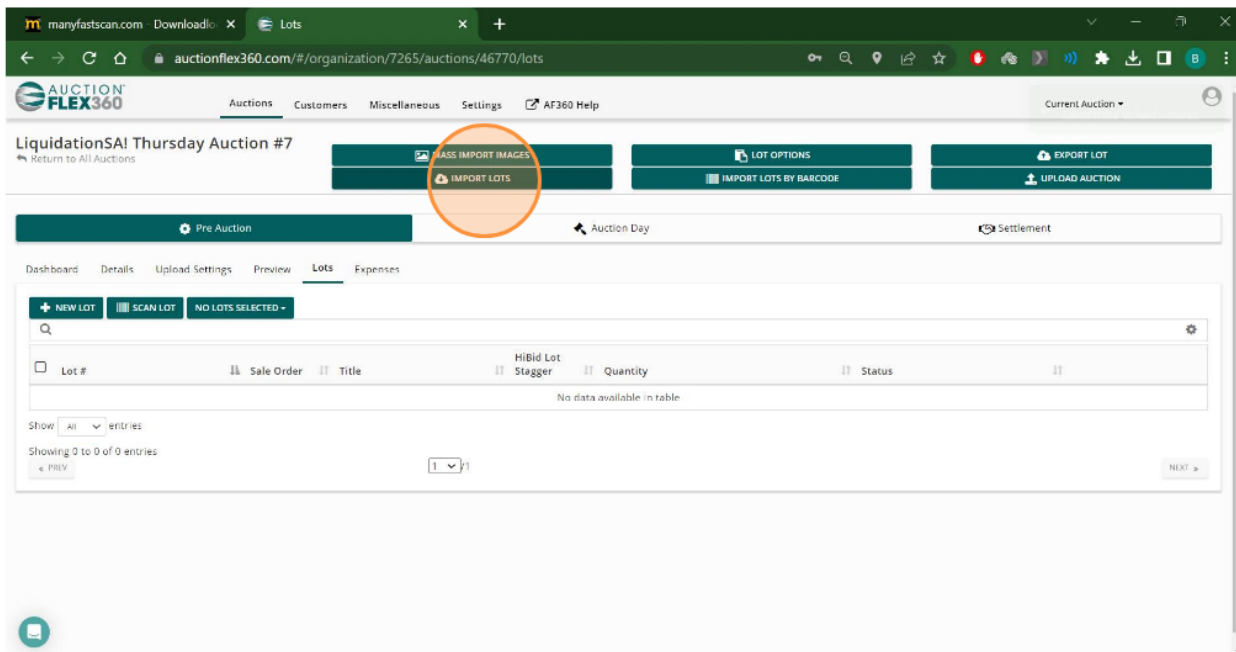 manyfastscan.com - Downloadlo
Lots
auctionflex360.com/#/organization/7265/auctions/46770/lots
B
AUCTION
FLEX360
Auctions Customers Miscellaneous Settings AF360 Help
Current Auction
LiquidationSA! Thursday Auction #7
Return to All Auctions
MASS IMPORT IMAGES
LOT OPTIONS
EXPORT LOT
IMPORT LOTS
IMPORT LOTS BY BARCODE
UPLOAD AUCTION
Pre Auction
Auction Day
Settlement
Dashboard Details Upload Settings Preview Lots Expenses
NEW LOT SCAN LOT NO LOTS SELECTED
Lot # Sale Order Title HiBid Lot Stagger Quantity Status
No data available in table
Show All entries
Showing 0 to 0 of 0 entries
« PREV 1 /1 NEXT »